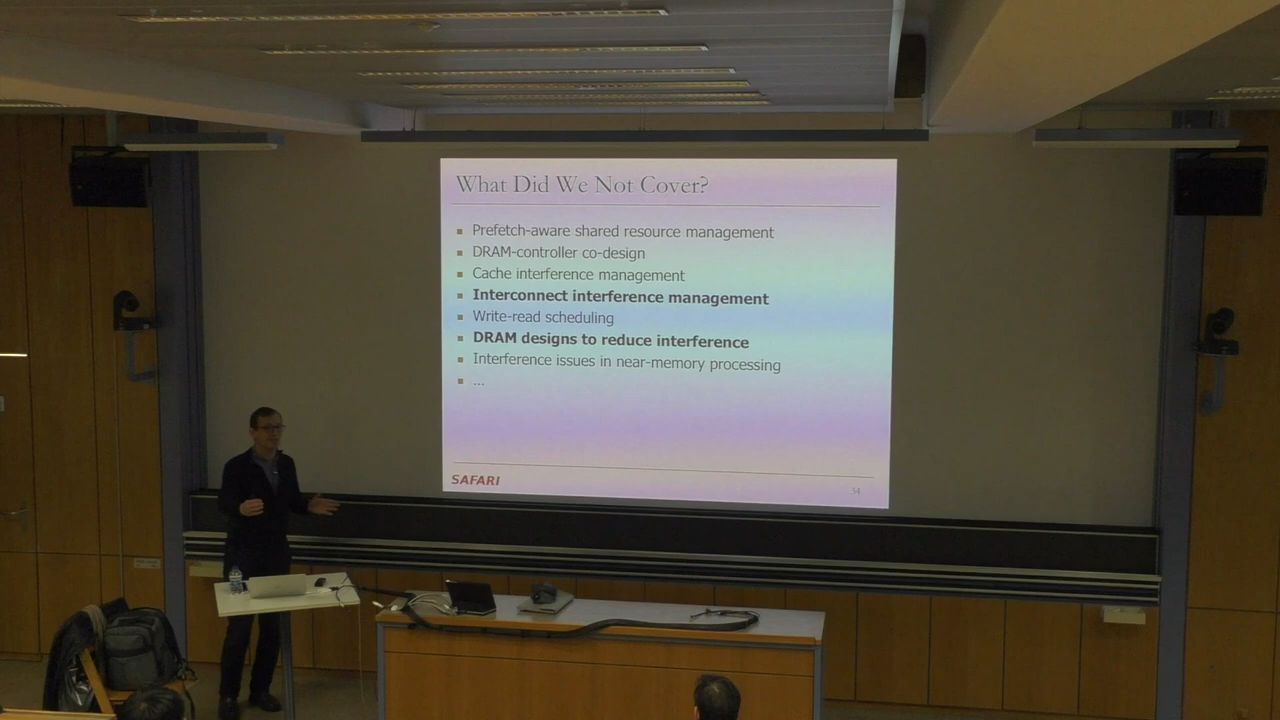 What Did We Not Cover?
Prefetch-aware shared resource management
DRAM-controller co-design
Cache interference management
Interconnect interference management
Write-read scheduling
DRAM designs to reduce interference
Interference issues in near-memory processing
...
SAFARI
54